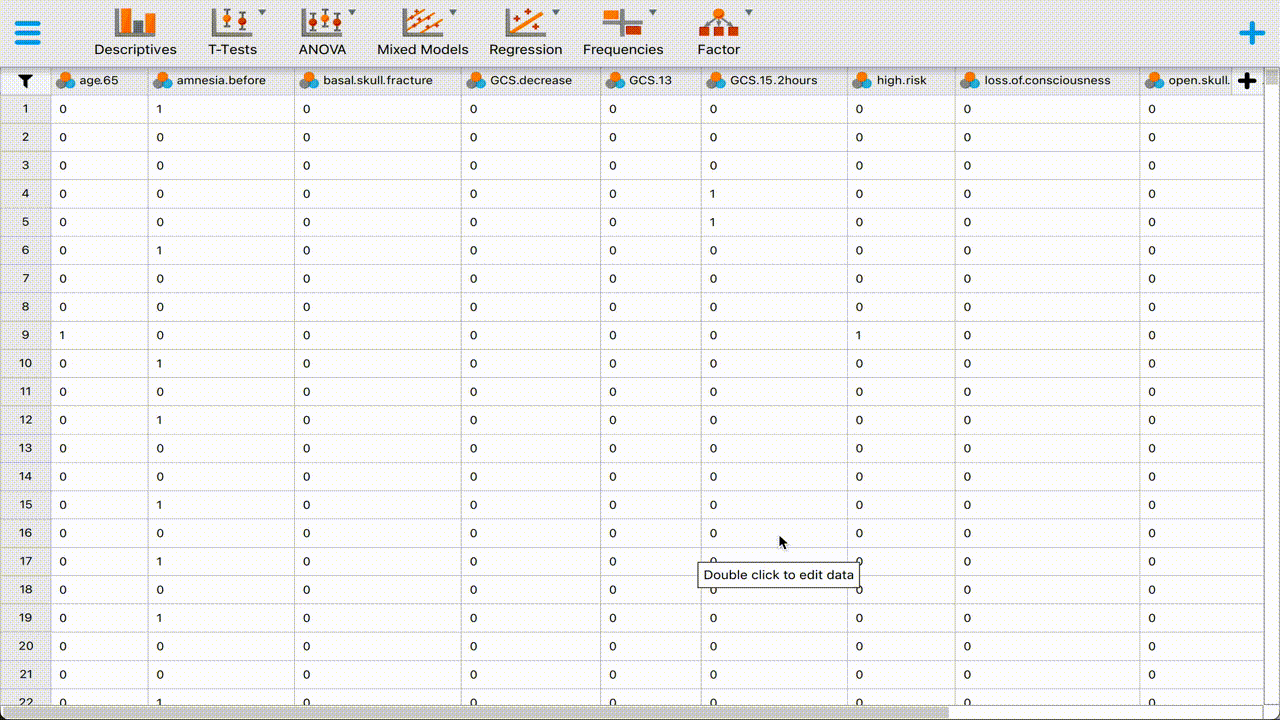 Descriptives T-Tests ANOVA Mixed Models Regression Frequencies Factor
age.65 amnesia.before basal.skull.fracture GCS.decrease GCS.13 GCS.15.2hours high.risk loss.of.consciousness open.skull.
1 0 1 0 0 0 0 0 0 0
2 0 0 0 0 0 0 0 0 0
3 0 0 0 0 0 0 0 0 0
4 0 0 0 0 0 1 0 0 0
5 0 0 0 0 0 1 0 0 0
6 0 1 0 0 0 0 0 0 0
7 0 0 0 0 0 0 0 0 0
8 0 0 0 0 0 0 0 0 0
9 1 0 0 0 0 0 1 0 0
10 0 1 0 0 0 0 0 0 0
11 0 0 0 0 0 0 0 0 0
12 0 1 0 0 0 0 0 0 0
13 0 0 0 0 0 0 0 0 0
14 0 0 0 0 0 0 0 0 0
15 0 1 0 0 0 0 0 0 0
16 0 0 0 0 0 0 0 0 0
17 0 1 0 0 0 0 0 0 0
Double click to edit data
18 0 0 0 0 0 0 0 0 0
19 0 1 0 0 0 0 0 0 0
20 0 0 0 0 0 0 0 0 0
21 0 0 0 0 0 0 0 0 0
22 0 1 0 0 0 0 0 0 0